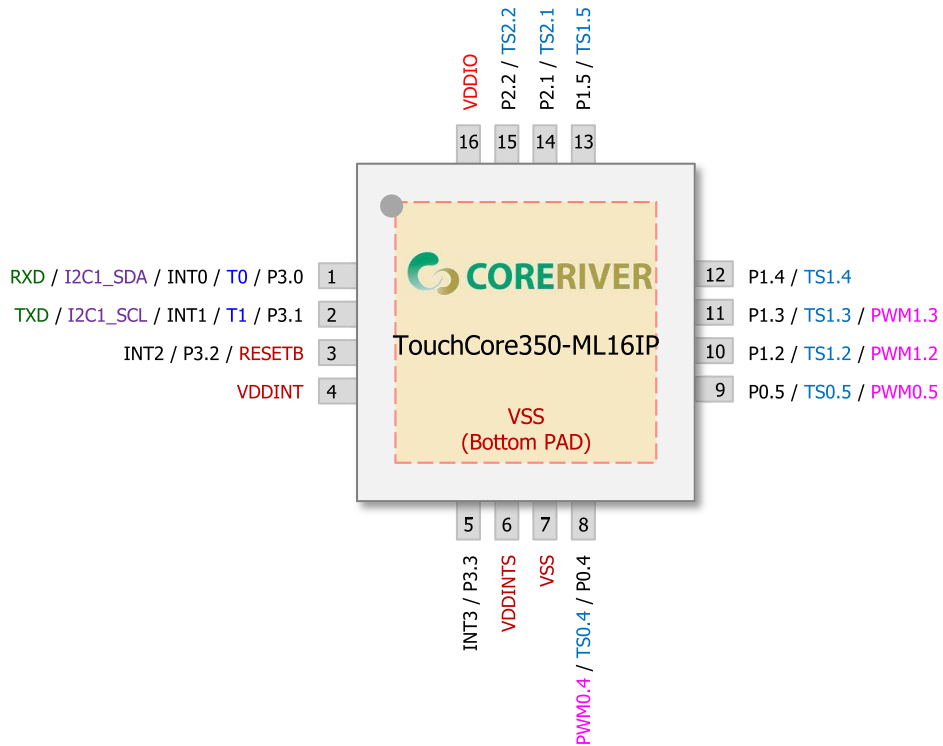 VDDIO
P2.2 / TS2.2
P2.1 / TS2.1
P1.5 / TS1.5
16 15 14 13
RXD / I2C1_SDA / INT0 / T0 / P3.0 1
TXD / I2C1_SCL / INT1 / T1 / P3.1 2
INT2 / P3.2 / RESETB 3
VDDINT 4
CORERIVER
TouchCore350-ML16IP
VSS
(Bottom PAD)
12 P1.4 / TS1.4
11 P1.3 / TS1.3 / PWM1.3
10 P1.2 / TS1.2 / PWM1.2
9 P0.5 / TS0.5 / PWM0.5
5 6 7 8
INT3 / P3.3
VDDINTS
VSS
PWM0.4 / TS0.4 / P0.4